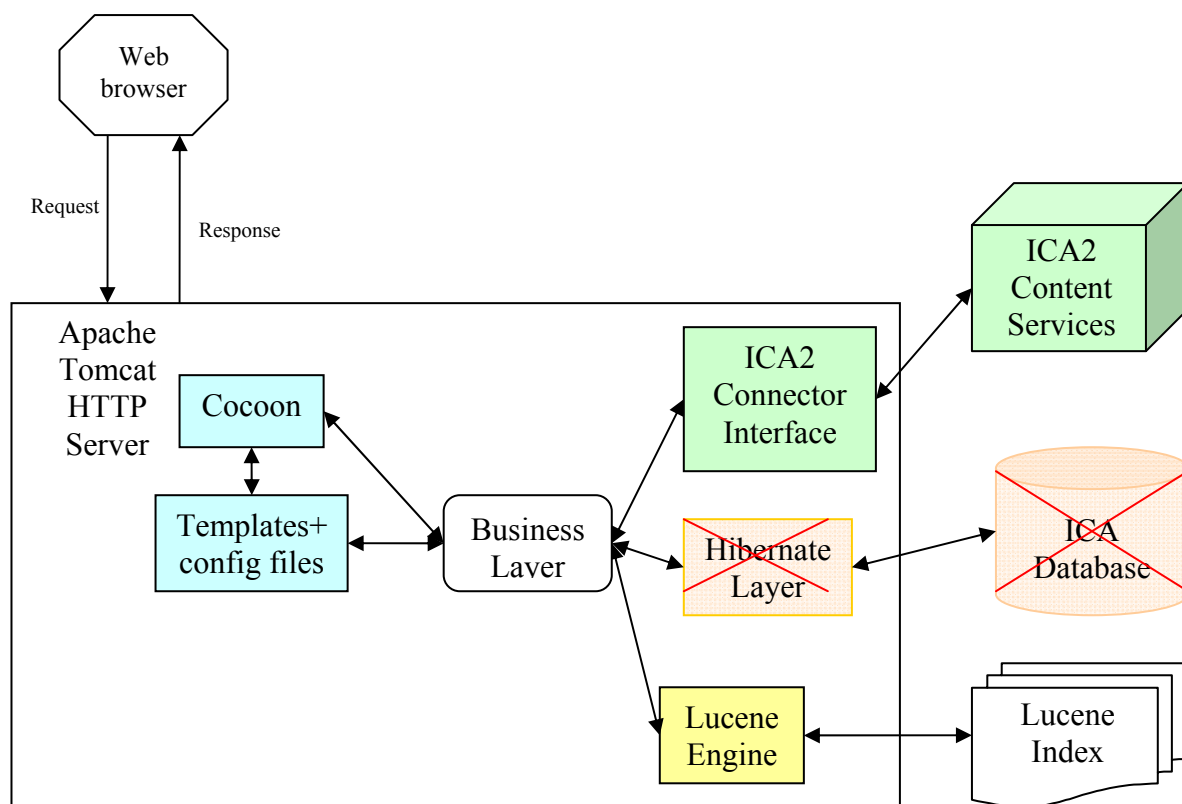 Web
browser
Request
Response
Apache
Tomcat
HTTP
Server
Cocoon
Templates+
config files
Business
Layer
ICA2
Connector
Interface
ICA2
Content
Services
Hibernate
Layer
ICA
Database
Lucene
Engine
Lucene
Index